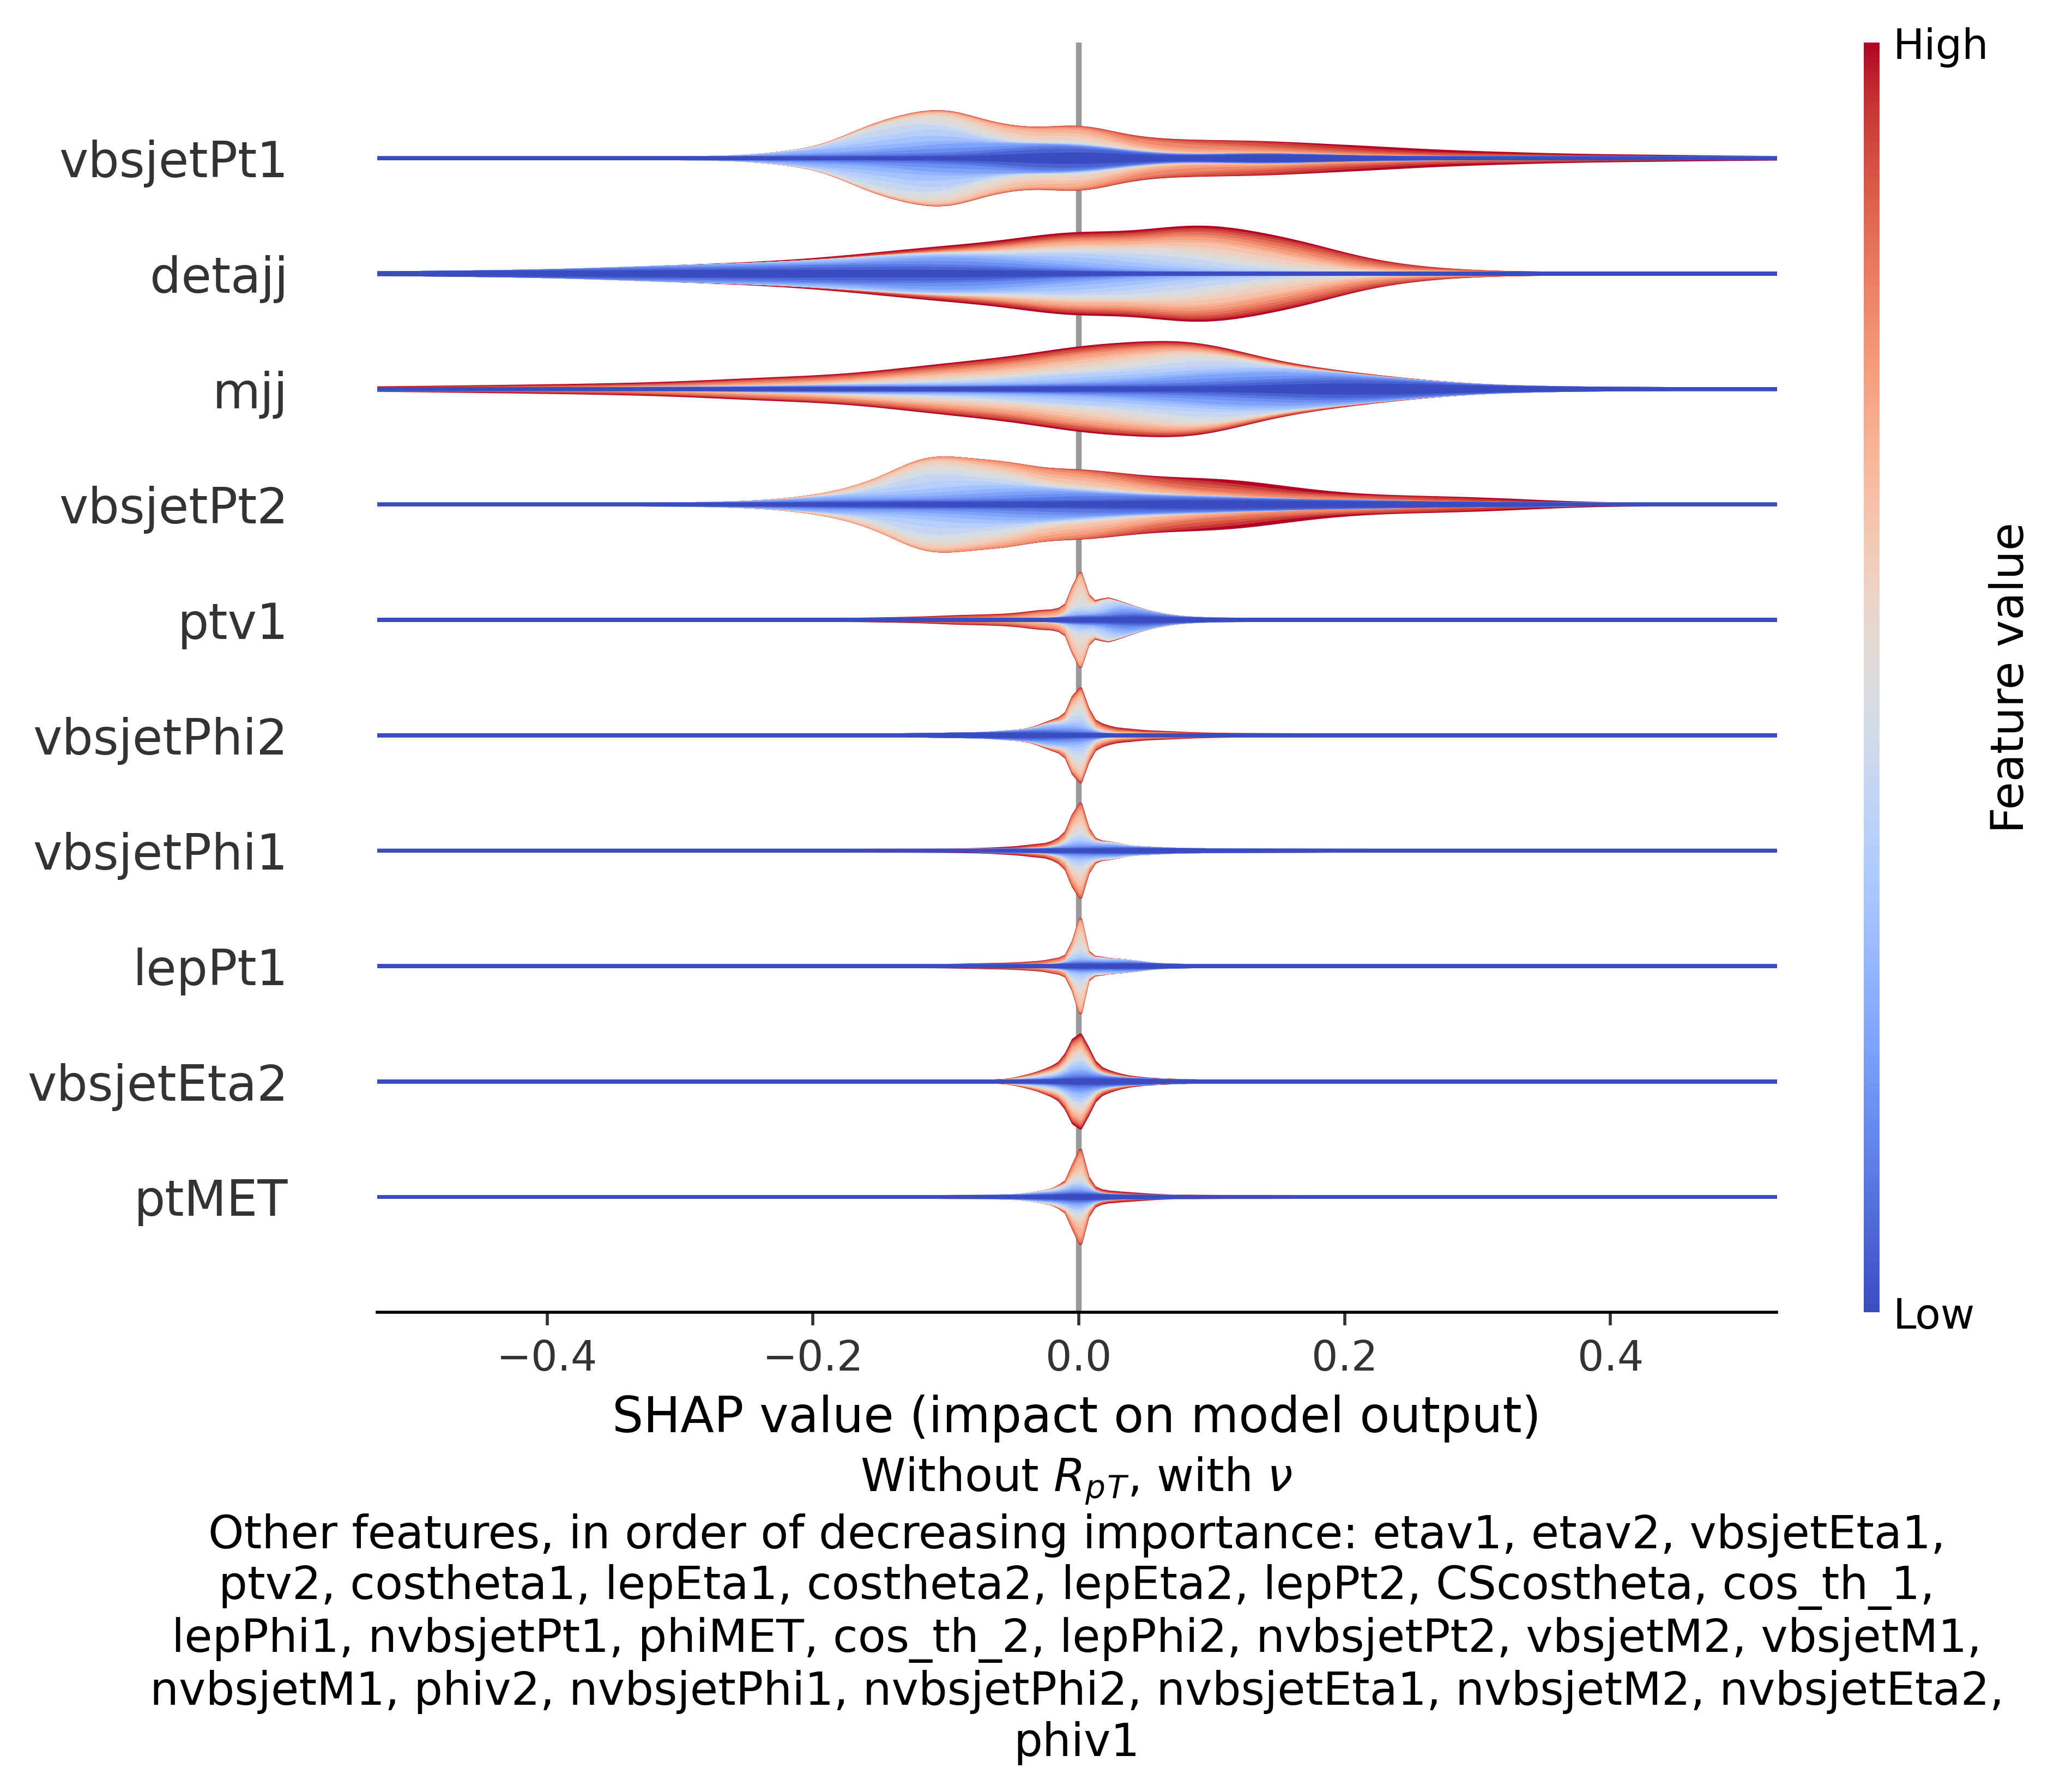 High
vbsjetPt1
detajj
mjj
vbsjetPt2
ptv1
vbsjetPhi2
vbsjetPhi1
lepPt1
vbsjetEta2
ptMET
Feature value
Low
−0.4 −0.2 0.0 0.2 0.4
SHAP value (impact on model output)
Without R_{pT}, with ν
Other features, in order of decreasing importance: etav1, etav2, vbsjetEta1,
ptv2, costheta1, lepEta1, costheta2, lepEta2, lepPt2, CScostheta, cos_th_1,
lepPhi1, nvbsjetPt1, phiMET, cos_th_2, lepPhi2, nvbsjetPt2, vbsjetM2, vbsjetM1,
nvbsjetM1, phiv2, nvbsjetPhi1, nvbsjetPhi2, nvbsjetEta1, nvbsjetM2, nvbsjetEta2,
phiv1